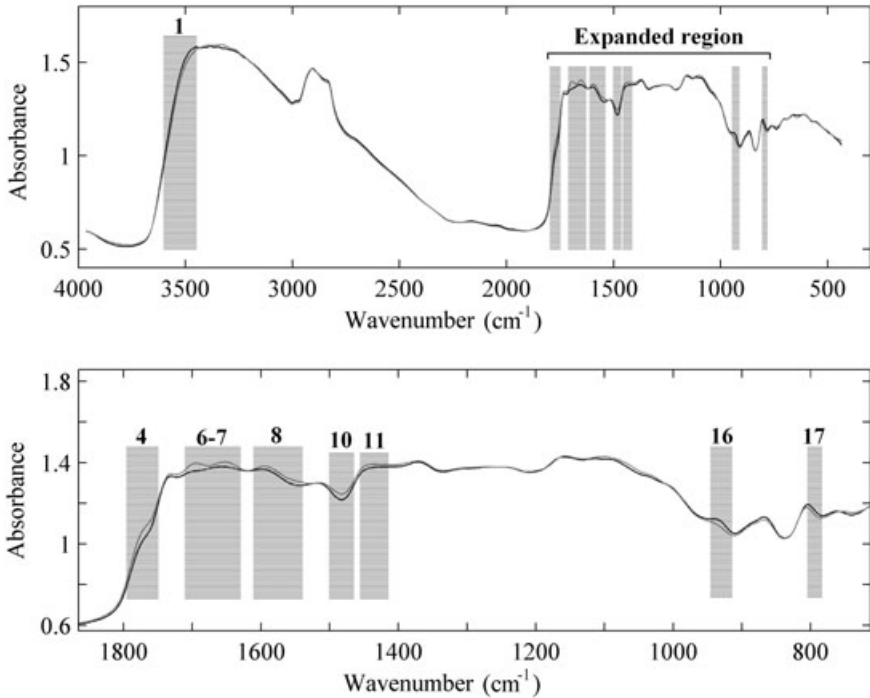 1
Expanded region
1.5
1
0.5
Absorbance
4000 3500 3000 2500 2000 1500 1000 500
Wavenumber (cm-1)
1.8
1.4
1
0.6
Absorbance
4 6-7 8 10 11 16 17
1800 1600 1400 1200 1000 800
Wavenumber (cm-1)